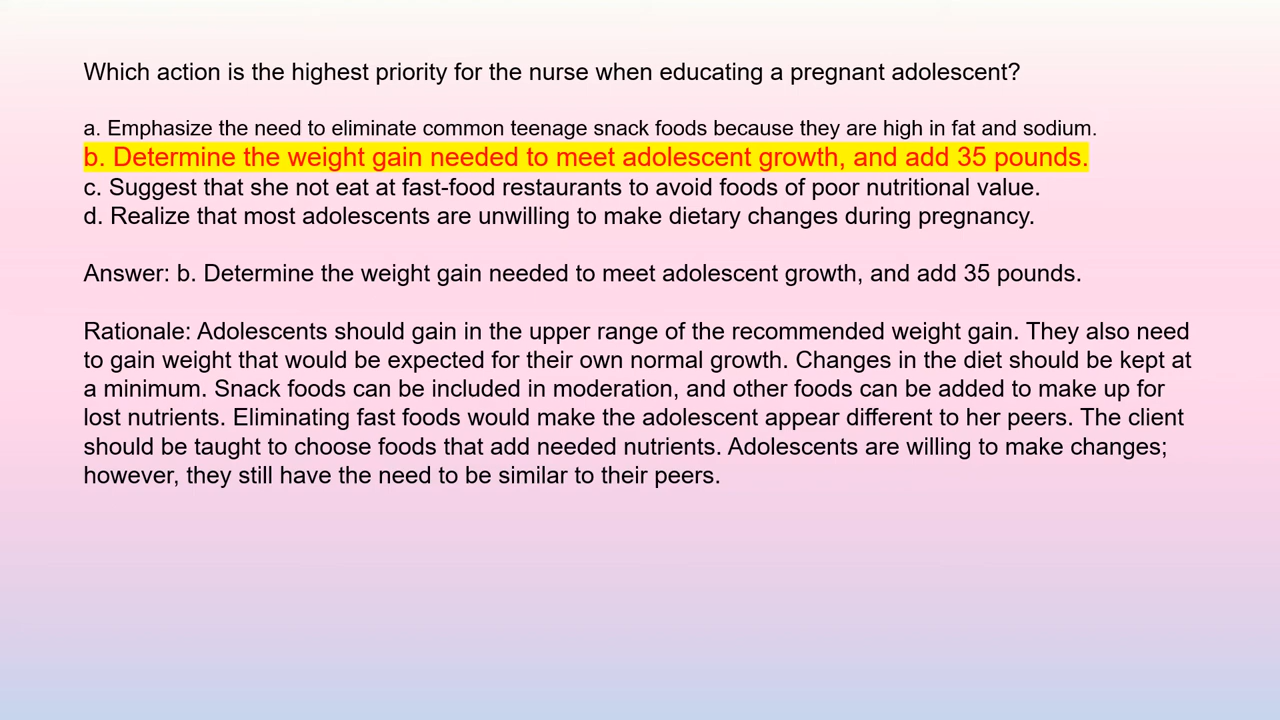 Which action is the highest priority for the nurse when educating a pregnant adolescent?
a. Emphasize the need to eliminate common teenage snack foods because they are high in fat and sodium.
b. Determine the weight gain needed to meet adolescent growth, and add 35 pounds.
c. Suggest that she not eat at fast-food restaurants to avoid foods of poor nutritional value.
d. Realize that most adolescents are unwilling to make dietary changes during pregnancy.
Answer: b. Determine the weight gain needed to meet adolescent growth, and add 35 pounds.
Rationale: Adolescents should gain in the upper range of the recommended weight gain. They also need
to gain weight that would be expected for their own normal growth. Changes in the diet should be kept at
a minimum. Snack foods can be included in moderation, and other foods can be added to make up for
lost nutrients. Eliminating fast foods would make the adolescent appear different to her peers. The client
should be taught to choose foods that add needed nutrients. Adolescents are willing to make changes;
however, they still have the need to be similar to their peers.